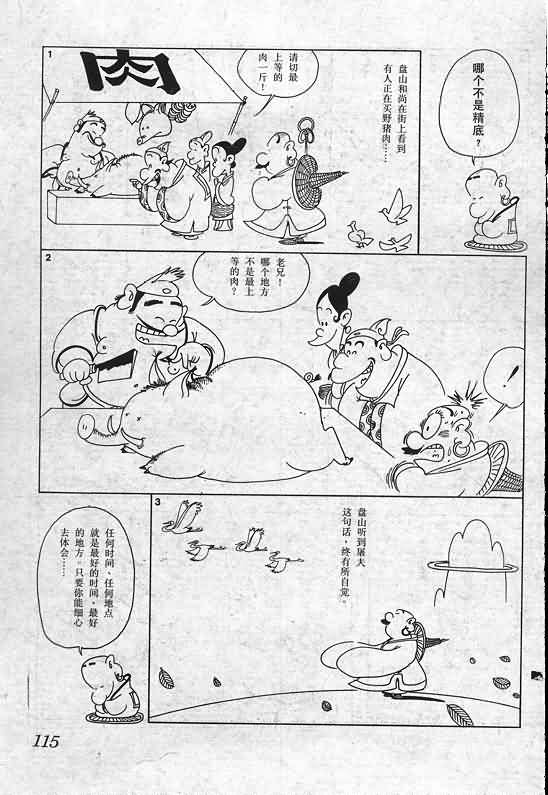 哪个不是精底？
1
肉
请切最
上等的
肉一斤！
盘山和尚在街上看到
有人正在买野猪肉……
2
老兄！
哪个地方
不是最上
等的肉？
！
3
盘山听到屠夫
这句话，终有所自觉。
任何时间、任何地点
就是最好的时间，最好
的地方。只要你能细心
去体会……
115